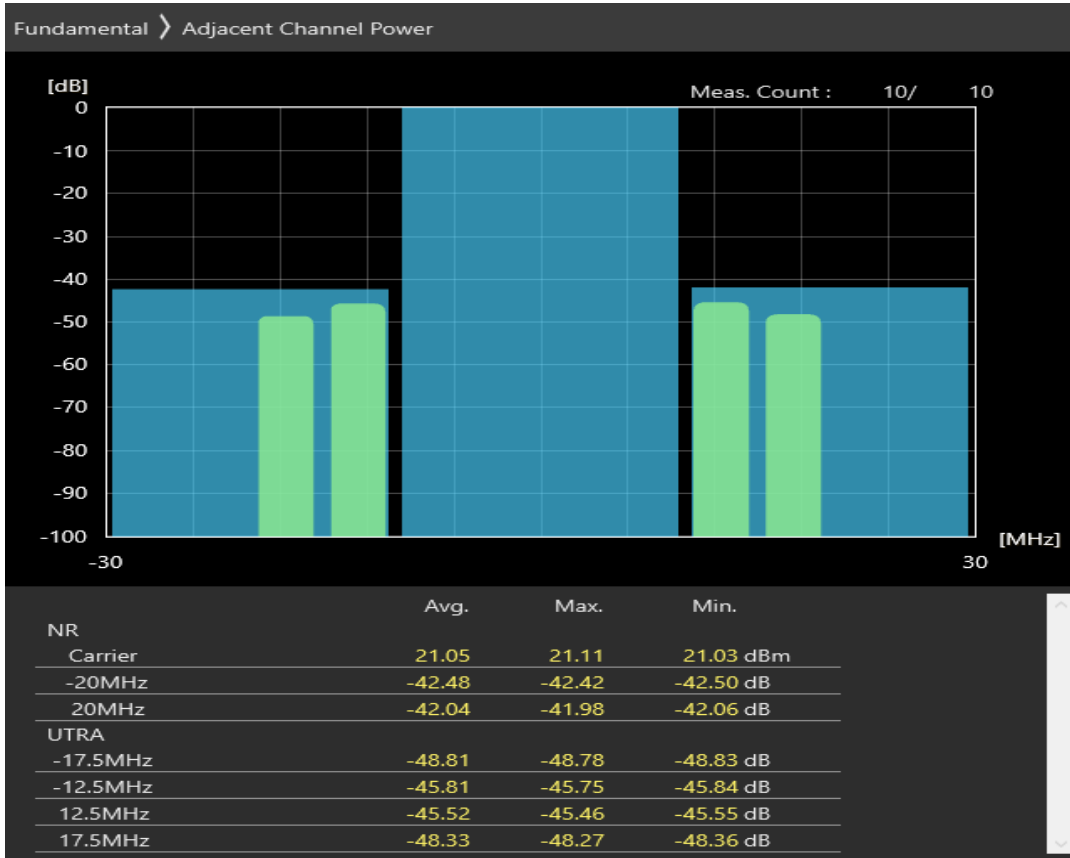 Fundamental ❯ Adjacent Channel Power
[dB]
Meas. Count : 10/ 10
0
-10
-20
-30
-40
-50
-60
-70
-80
-90
-100
[MHz]
-30 30
Avg. Max. Min.
NR
Carrier 21.05 21.11 21.03 dBm
-20MHz -42.48 -42.42 -42.50 dB
20MHz -42.04 -41.98 -42.06 dB
UTRA
-17.5MHz -48.81 -48.78 -48.83 dB
-12.5MHz -45.81 -45.75 -45.84 dB
12.5MHz -45.52 -45.46 -45.55 dB
17.5MHz -48.33 -48.27 -48.36 dB